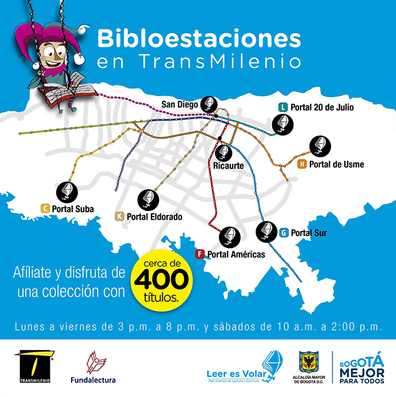 Bibloestaciones
en TransMilenio
San Diego
L Portal 20 de Julio
Ricaurte
H Portal de Usme
C Portal Suba
K Portal Eldorado
G Portal Sur
F Portal Américas
Afíliate y disfruta de
una colección con
cerca de
400
títulos.
Lunes a viernes de 3 p.m. a 8 p.m. y sábados de 10 a.m. a 2:00 p.m.
TRANSMILENIO
Fundalectura
Leer es Volar
ALCALDÍA MAYOR
DE BOGOTÁ D.C.
BOGOTÁ
MEJOR
PARA TODOS